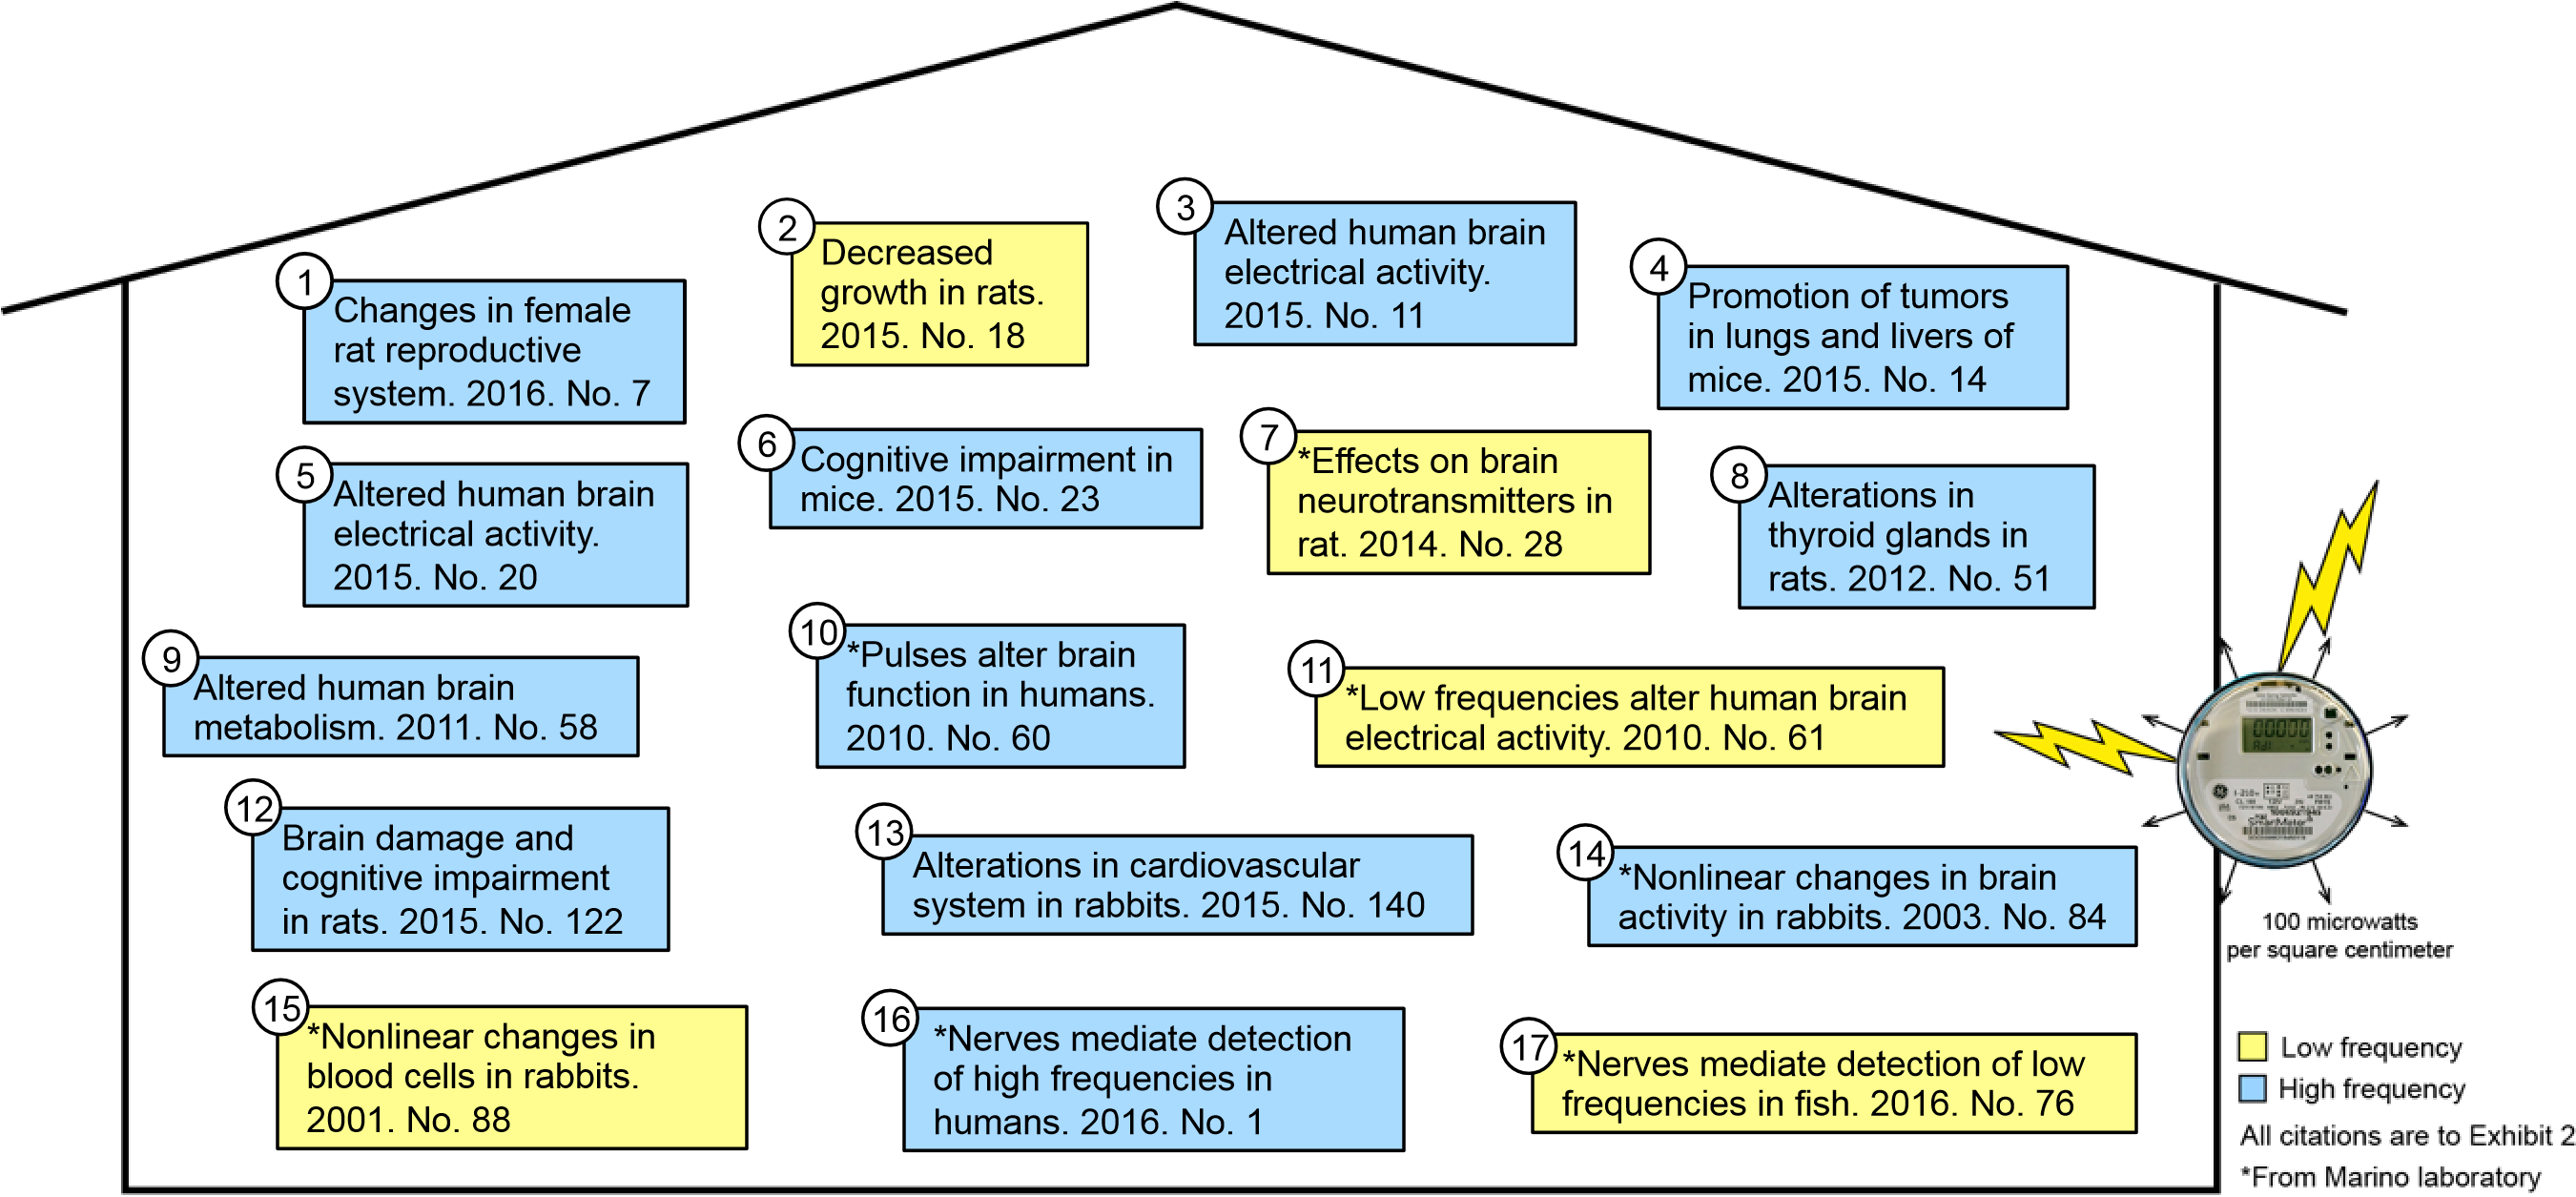 1
Changes in female
rat reproductive
system. 2016. No. 7
2
Decreased
growth in rats.
2015. No. 18
3
Altered human brain
electrical activity.
2015. No. 11
4
Promotion of tumors
in lungs and livers of
mice. 2015. No. 14
5
Altered human brain
electrical activity.
2015. No. 20
6
Cognitive impairment in
mice. 2015. No. 23
7
*Effects on brain
neurotransmitters in
rat. 2014. No. 28
8
Alterations in
thyroid glands in
rats. 2012. No. 51
9
Altered human brain
metabolism. 2011. No. 58
10
*Pulses alter brain
function in humans.
2010. No. 60
11
*Low frequencies alter human brain
electrical activity. 2010. No. 61
12
Brain damage and
cognitive impairment
in rats. 2015. No. 122
13
Alterations in cardiovascular
system in rabbits. 2015. No. 140
14
*Nonlinear changes in brain
activity in rabbits. 2003. No. 84
15
*Nonlinear changes in
blood cells in rabbits.
2001. No. 88
16
*Nerves mediate detection
of high frequencies in
humans. 2016. No. 1
17
*Nerves mediate detection of low
frequencies in fish. 2016. No. 76
00000
SmartMeter
100 microwatts
per square centimeter
Low frequency
High frequency
All citations are to Exhibit 2
*From Marino laboratory